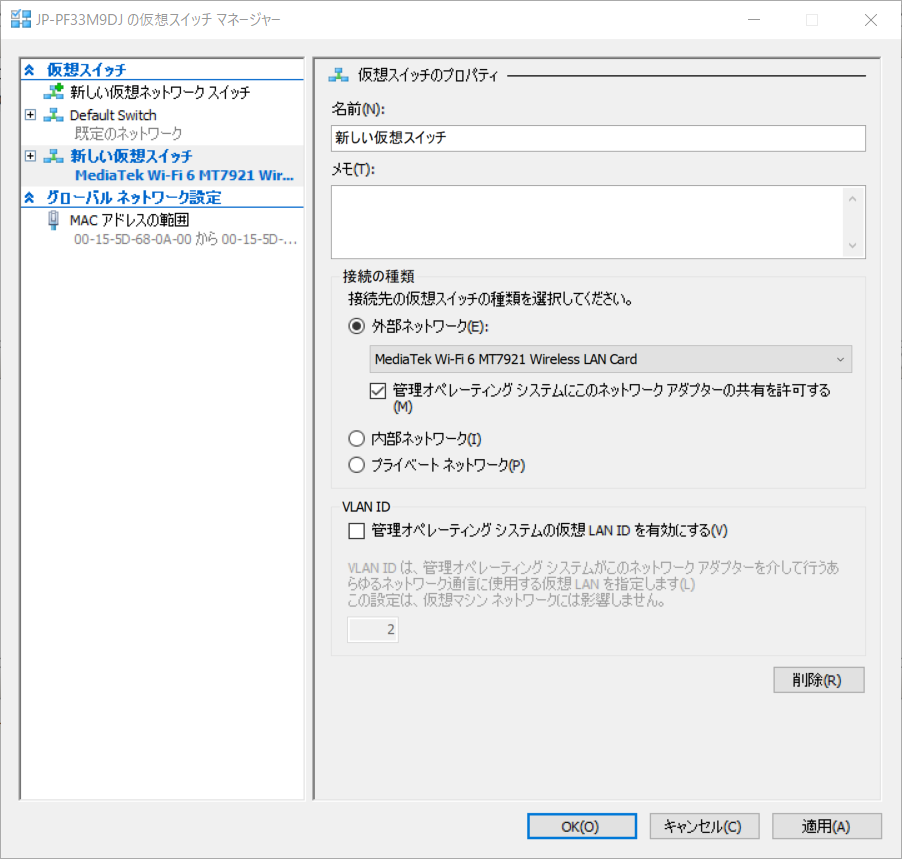 JP-PF33M9DJ の仮想スイッチ マネージャー
仮想スイッチ
新しい仮想ネットワーク スイッチ
Default Switch
既定のネットワーク
新しい仮想スイッチ
MediaTek Wi-Fi 6 MT7921 Wir...
グローバル ネットワーク設定
MAC アドレスの範囲
00-15-5D-68-0A-00 から 00-15-5D-...
仮想スイッチのプロパティ
名前(N):
新しい仮想スイッチ
メモ(T):
接続の種類
接続先の仮想スイッチの種類を選択してください。
外部ネットワーク(E):
MediaTek Wi-Fi 6 MT7921 Wireless LAN Card
管理オペレーティング システムにこのネットワーク アダプターの共有を許可する
(M)
内部ネットワーク(I)
プライベート ネットワーク(P)
VLAN ID
管理オペレーティング システムの仮想 LAN ID を有効にする(V)
VLAN ID は、管理オペレーティング システムがこのネットワーク アダプターを介して行うあ
らゆるネットワーク通信に使用する仮想 LAN を指定します(L)
この設定は、仮想マシン ネットワークには影響しません。
2
削除(R)
OK(O)
キャンセル(C)
適用(A)